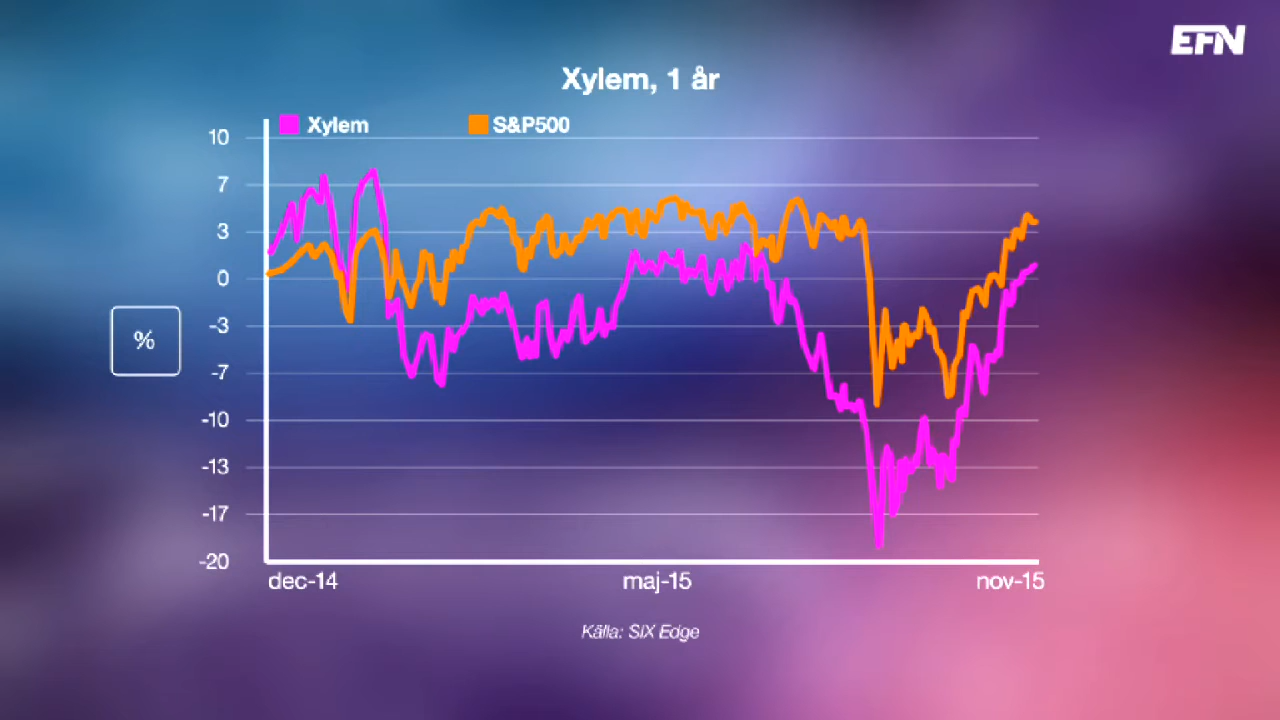 EFN
Xylem, 1 år
Xylem
S&P500
10
7
3
0
-3
-7
-10
-13
-17
-20
%
dec-14
maj-15
nov-15
Källa: SIX Edge